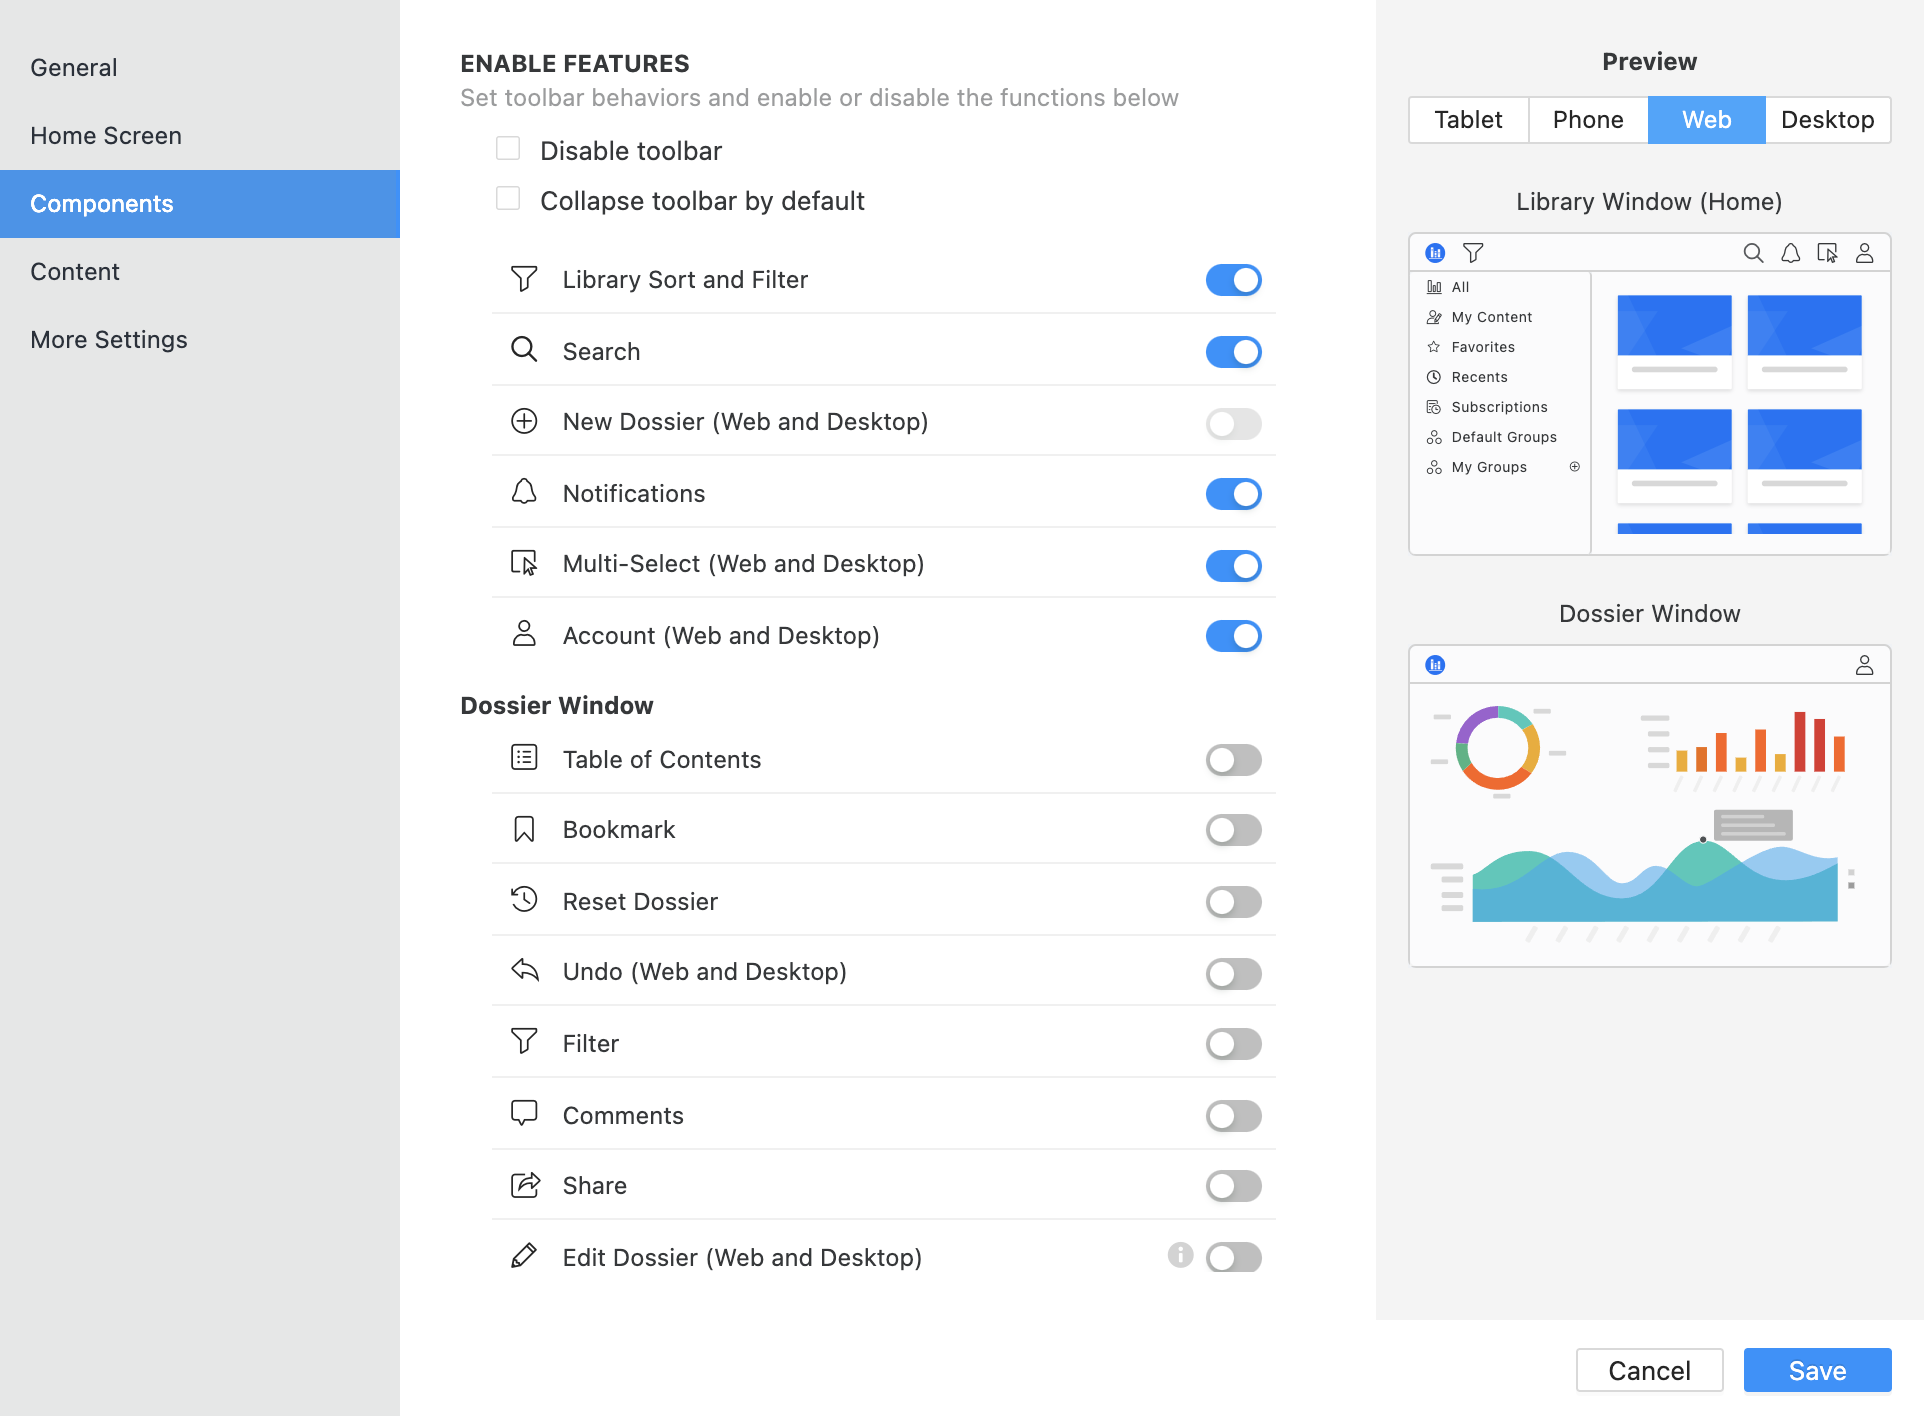 General
Home Screen
Components
Content
More Settings
ENABLE FEATURES
Set toolbar behaviors and enable or disable the functions below
Disable toolbar
Collapse toolbar by default
Library Sort and Filter
Search
New Dossier (Web and Desktop)
Notifications
Multi-Select (Web and Desktop)
Account (Web and Desktop)
Dossier Window
Table of Contents
Bookmark
Reset Dossier
Undo (Web and Desktop)
Filter
Comments
Share
Edit Dossier (Web and Desktop)
Preview
Tablet Phone Web Desktop
Library Window (Home)
All
My Content
Favorites
Recents
Subscriptions
Default Groups
My Groups
Dossier Window
Cancel Save